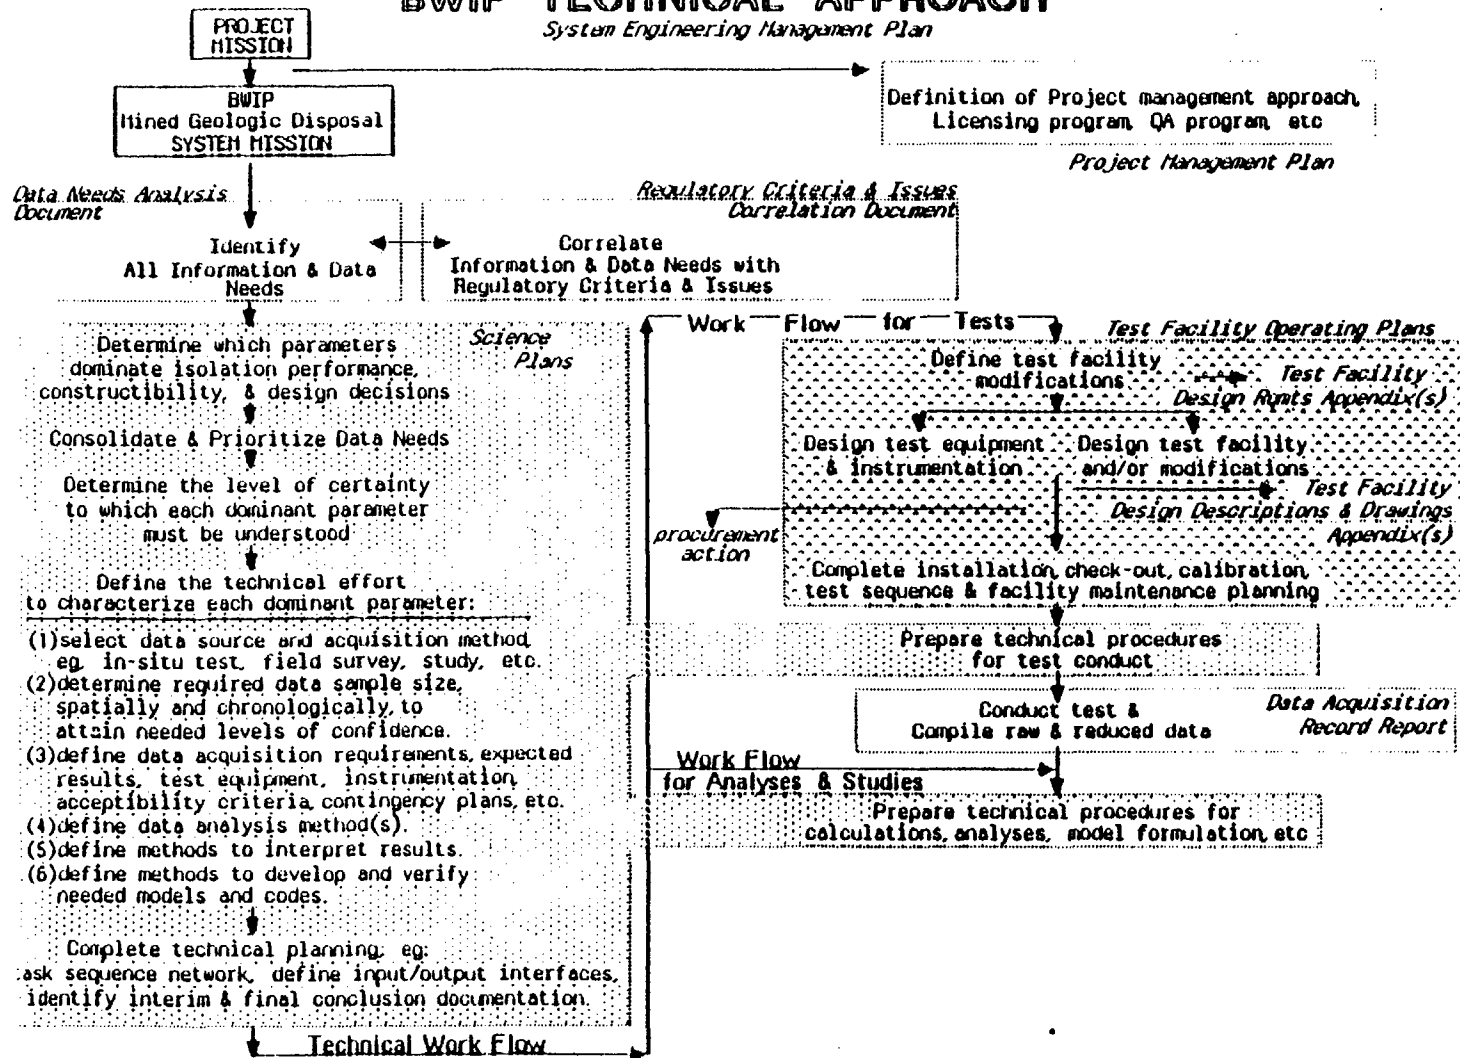 BWIP TECHNICAL APPROACH
System Engineering Management Plan
PROJECT
MISSION
BWIP
Mined Geologic Disposal
SYSTEM MISSION
Definition of Project management approach,
Licensing program, QA program, etc
Project Management Plan
Data Needs Analysis
Document
Regulatory Criteria & Issues
Correlation Document
Identify
All Information & Data
Needs
Correlate
Information & Data Needs with
Regulatory Criteria & Issues
Science
Plans
Determine which parameters
dominate isolation performance,
constructibility, & design decisions
Consolidate & Prioritize Data Needs
Determine the level of certainty
to which each dominant parameter
must be understood
Define the technical effort
to characterize each dominant parameter:
(1)select data source and acquisition method,
eg, in-situ test, field survey, study, etc.
(2)determine required data sample size,
spatially and chronologically, to
attain needed levels of confidence.
(3)define data acquisition requirements, expected
results, test equipment, instrumentation,
acceptibility criteria, contingency plans, etc.
(4)define data analysis method(s).
(5)define methods to interpret results.
(6)define methods to develop and verify
needed models and codes.
Complete technical planning, eg:
ask sequence network, define input/output interfaces,
identify interim & final conclusion documentation.
Technical Work Flow
Work Flow for Tests
Test Facility Operating Plans
Define test facility
modifications
Test Facility
Design Rqmts Appendix(s)
Design test equipment
& instrumentation
Design test facility
and/or modifications
Test Facility
Design Descriptions & Drawings
Appendix(s)
procurement
action
Complete installation, check-out, calibration,
test sequence & facility maintenance planning
Prepare technical procedures
for test conduct
Conduct test &
Compile raw & reduced data
Data Acquisition
Record Report
Work Flow
for Analyses & Studies
Prepare technical procedures for
calculations, analyses, model formulation, etc